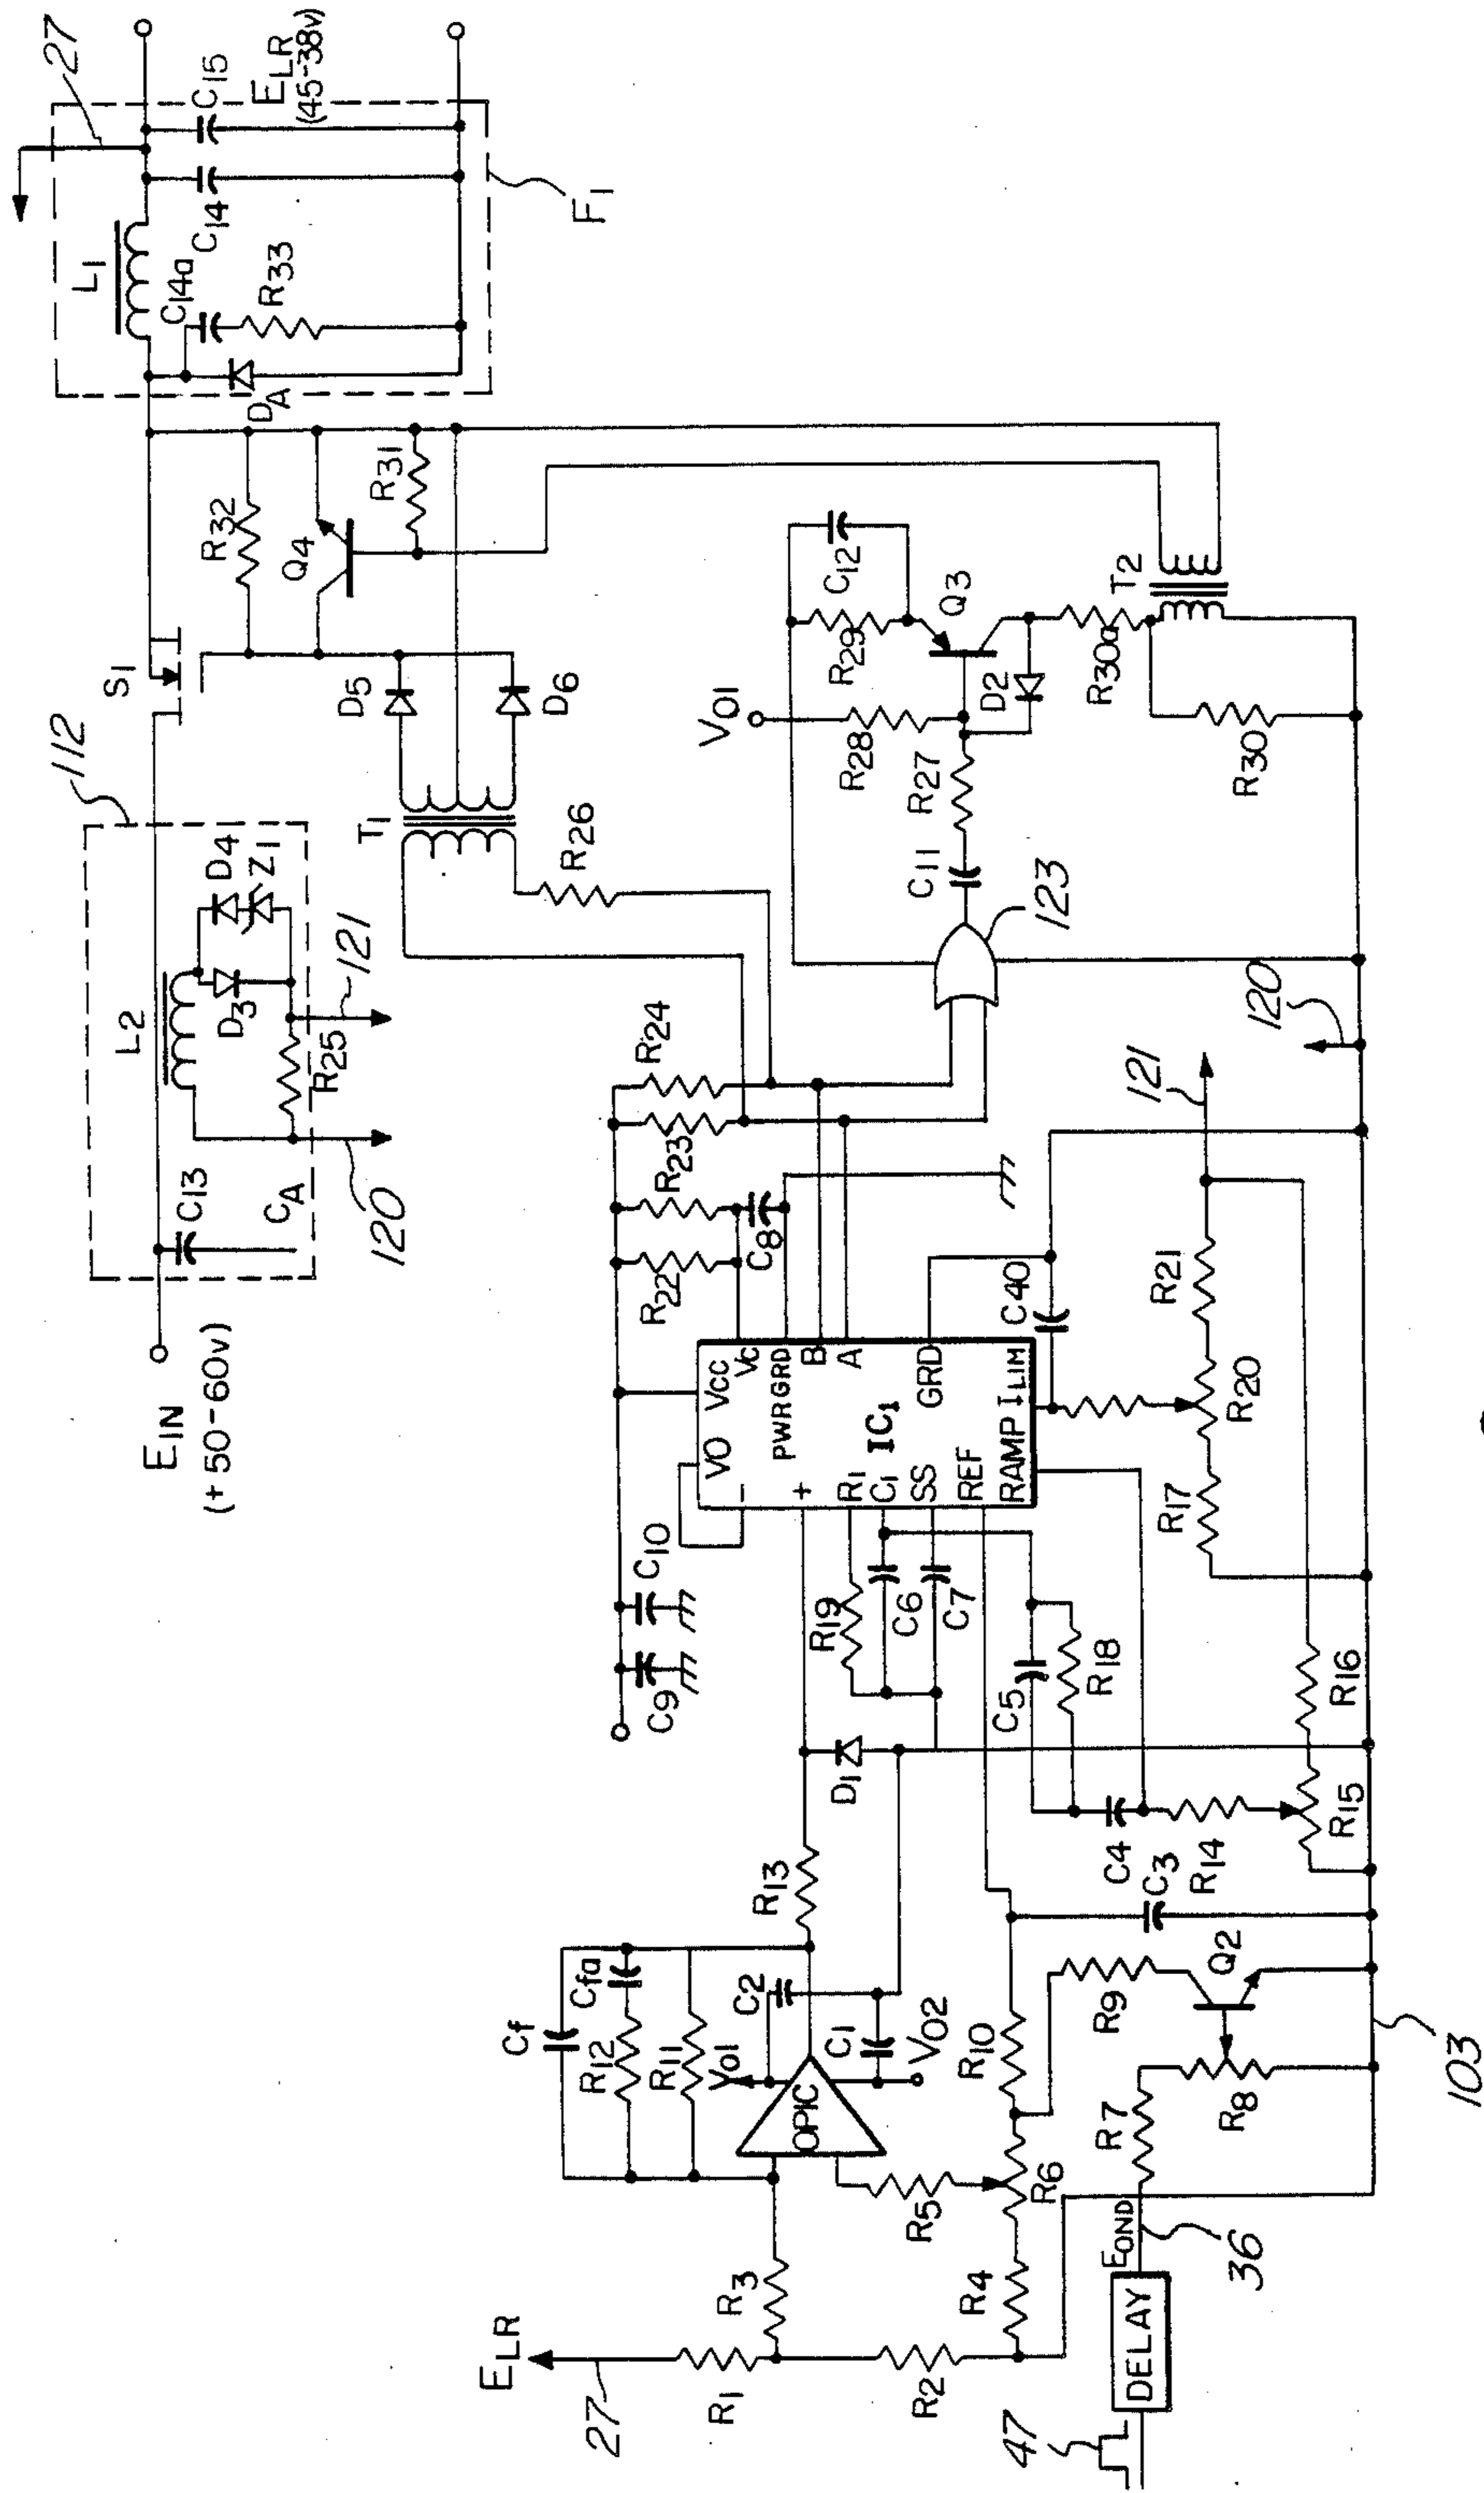 27
L1
C14a
R33
C14
C15
ELR
(45-38v)
F1
DA
R32
Q4
R31
S1
112
D5
D6
T1
R26
L2
D3
D4
Z1
R25
121
120
C13
CA
EIN
(+50-60v)
C12
R29
Q3
VO1
R28
R27
D2
R30a
T2
R30
C11
123
120
R24
R23
R22
C8
C40
121
R21
R20
R17
VO
VCC
VC
PWRGRD
B
A
IC1
GRD
ILIM
-
+
R1
C1
SS
REF
RAMP
C10
C9
R19
C6
C7
C5
R18
D1
R16
R15
C4
C3
R14
R13
Cf
Cfa
R12
R11
C2
VO1
C1
VO2
OPIC
R10
R9
Q2
R8
R7
103
R6
R5
R4
R3
EOND
36
DELAY
47
ELR
27
R1
R2